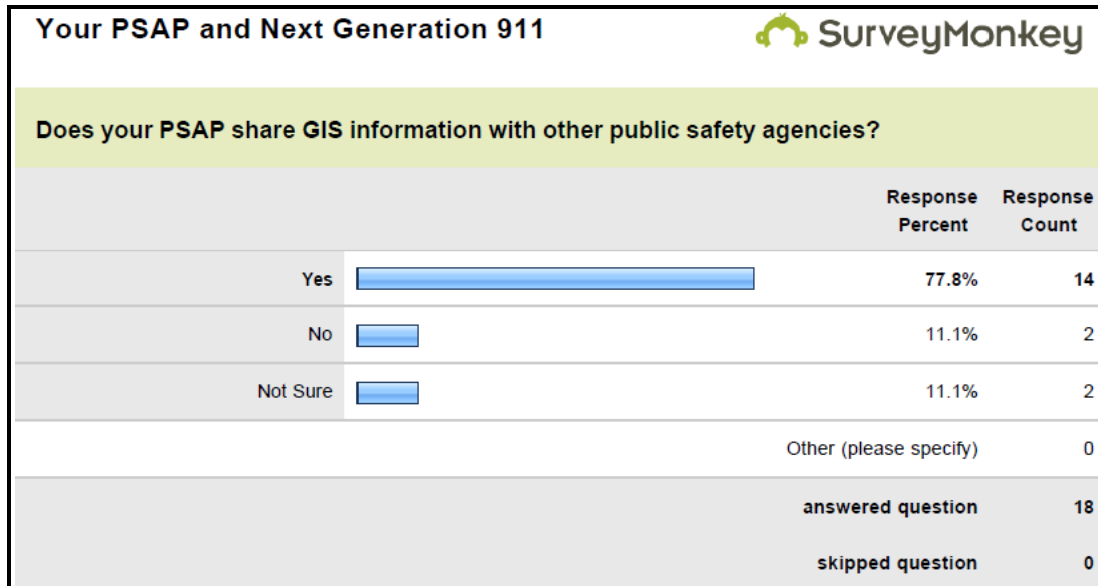 Your PSAP and Next Generation 911
SurveyMonkey
Does your PSAP share GIS information with other public safety agencies?
Response Percent Response Count
Yes 77.8% 14
No 11.1% 2
Not Sure 11.1% 2
Other (please specify) 0
answered question 18
skipped question 0